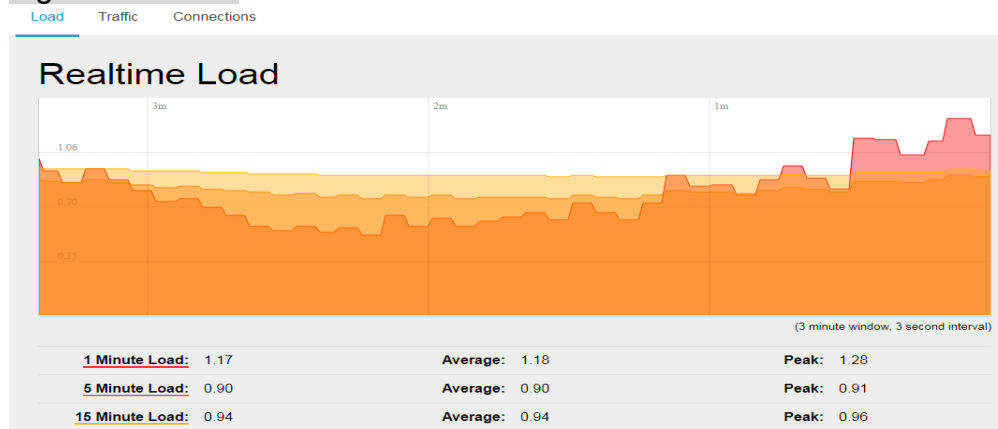 Load Traffic Connections
Realtime Load
3m 2m 1m
1.06
0.70
0.35
(3 minute window, 3 second interval)
1 Minute Load: 1.17 Average: 1.18 Peak: 1.28
5 Minute Load: 0.90 Average: 0.90 Peak: 0.91
15 Minute Load: 0.94 Average: 0.94 Peak: 0.96